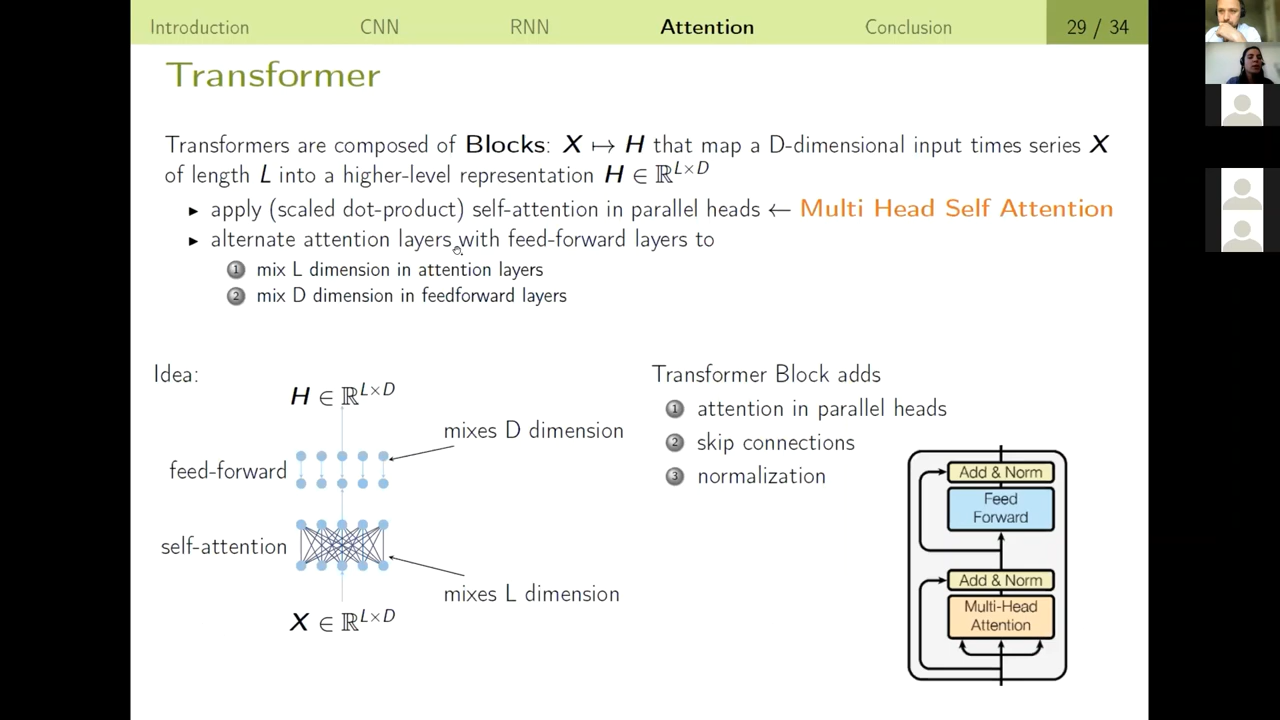 Introduction CNN RNN Attention Conclusion 29 / 34
Transformer
Transformers are composed of Blocks: X ↦ H that map a D-dimensional input times series X
of length L into a higher-level representation H ∈ ℝ^{L×D}
▸ apply (scaled dot-product) self-attention in parallel heads ← Multi Head Self Attention
▸ alternate attention layers with feed-forward layers to
1 mix L dimension in attention layers
2 mix D dimension in feedforward layers
Idea:
H ∈ ℝ^{L×D}
mixes D dimension
feed-forward
self-attention
mixes L dimension
X ∈ ℝ^{L×D}
Transformer Block adds
1 attention in parallel heads
2 skip connections
3 normalization
Add & Norm
Feed
Forward
Add & Norm
Multi-Head
Attention